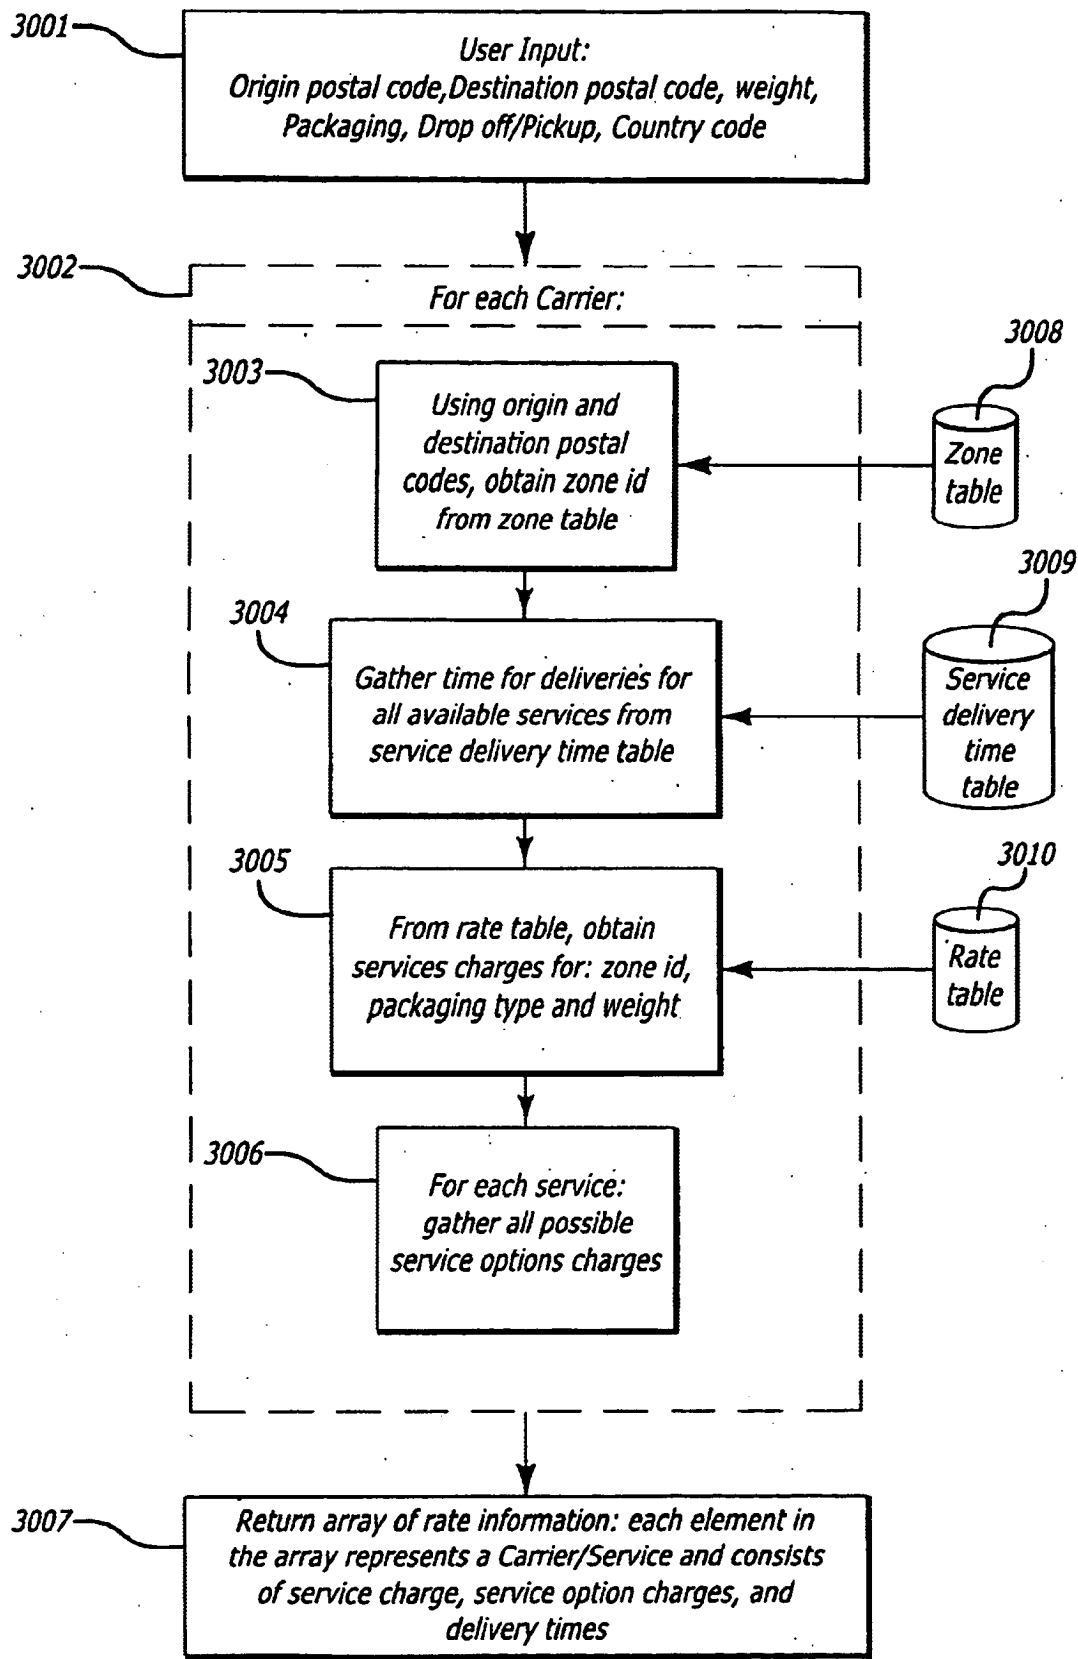 3001
User Input:
Origin postal code,Destination postal code, weight,
Packaging, Drop off/Pickup, Country code
3002
For each Carrier:
3003
Using origin and
destination postal
codes, obtain zone id
from zone table
3008
Zone
table
3004
Gather time for deliveries for
all available services from
service delivery time table
3009
Service
delivery
time
table
3005
From rate table, obtain
services charges for: zone id,
packaging type and weight
3010
Rate
table
3006
For each service:
gather all possible
service options charges
3007
Return array of rate information: each element in
the array represents a Carrier/Service and consists
of service charge, service option charges, and
delivery times